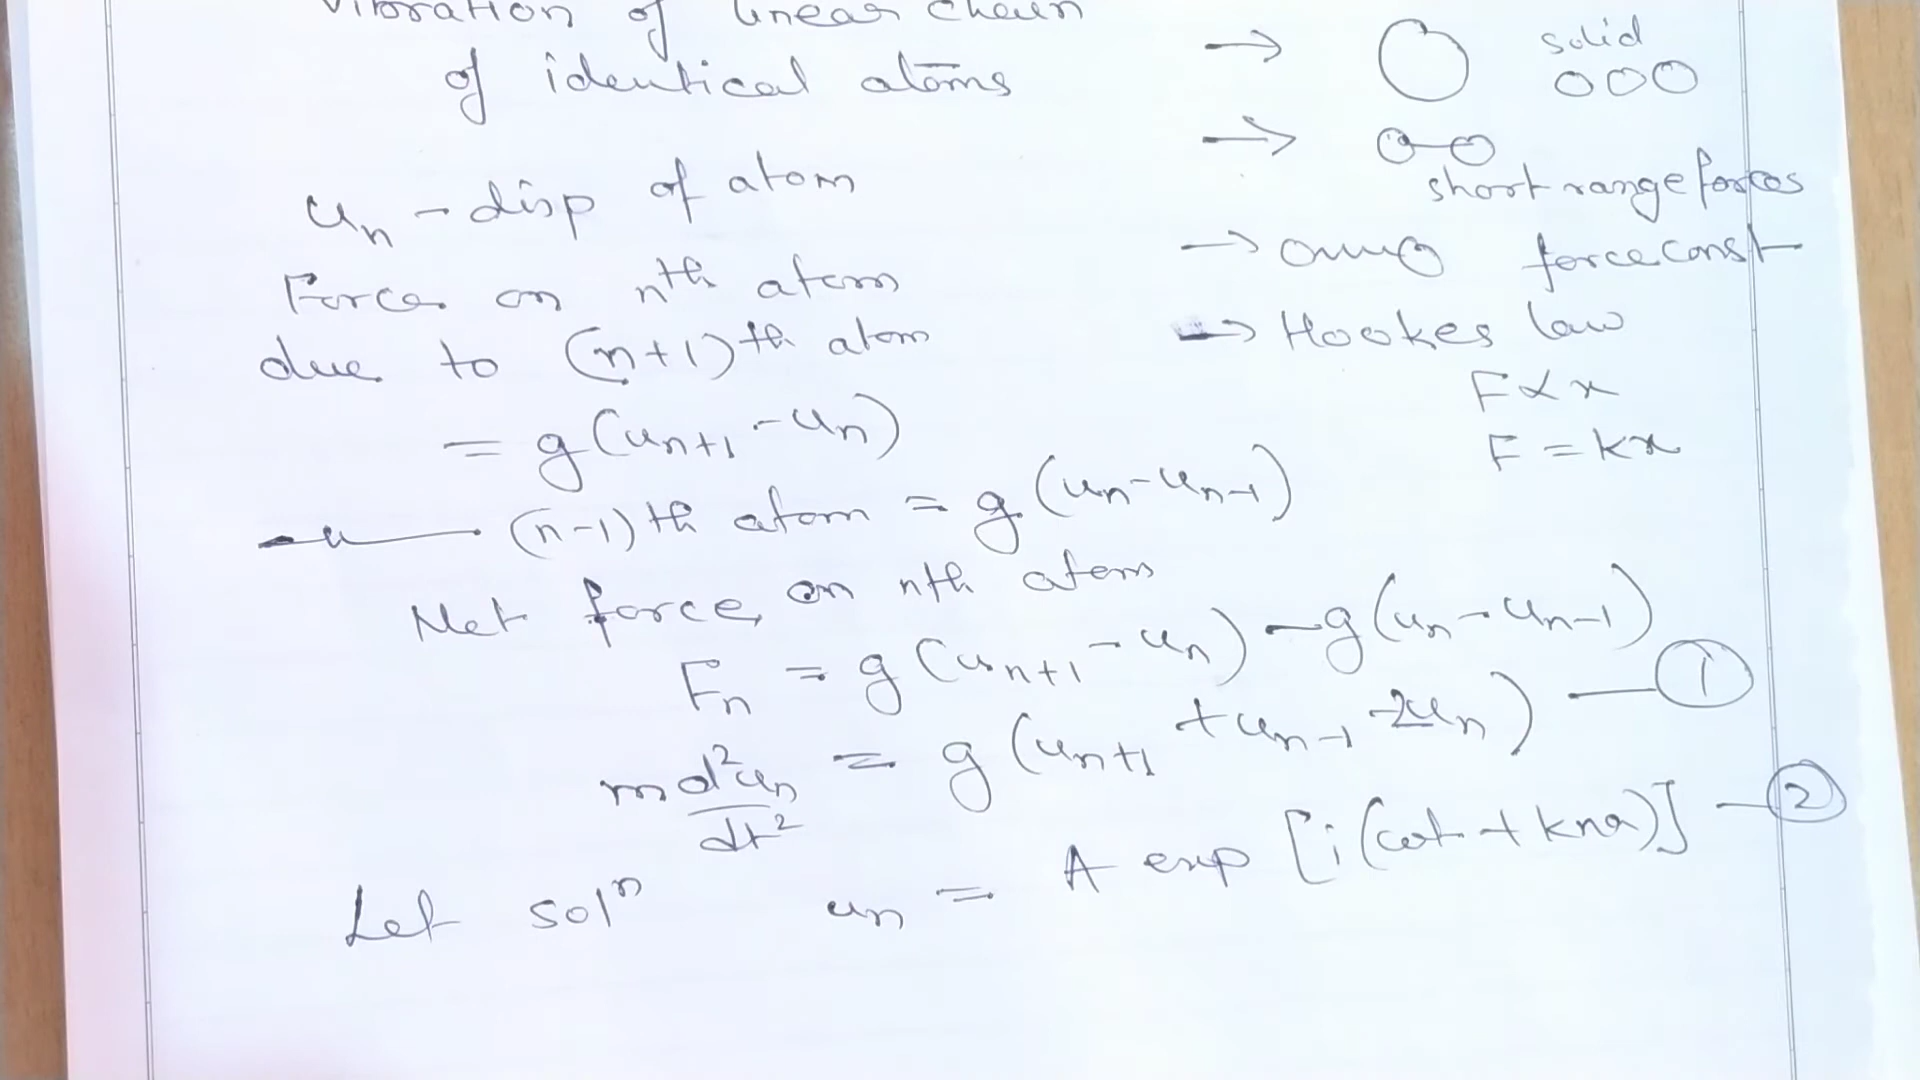 Vibration of linear chain
of identical atoms
uₙ - disp of atom
Force on nᵗʰ atom
due to (n+1)ᵗʰ atom
= g(uₙ₊₁ - uₙ)
——〃—— (n-1)th atom = g(uₙ - uₙ₋₁)
Net force on nth atom
Fₙ = g(uₙ₊₁ - uₙ) - g(uₙ - uₙ₋₁)
m d²uₙ/dt² = g(uₙ₊₁ + uₙ₋₁ - 2uₙ) — ①
Let solⁿ uₙ = A exp [i(ωt + kna)] — ②
→ solid
→ short range forces
→ force const
→ Hookes law
F ∝ x
F = kx